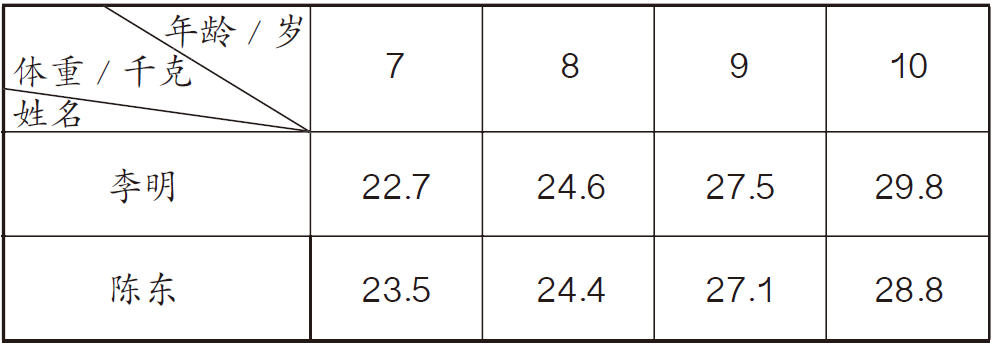 年龄 / 岁
体重 / 千克
姓名
7 8 9 10
李明 22.7 24.6 27.5 29.8
陈东 23.5 24.4 27.1 28.8